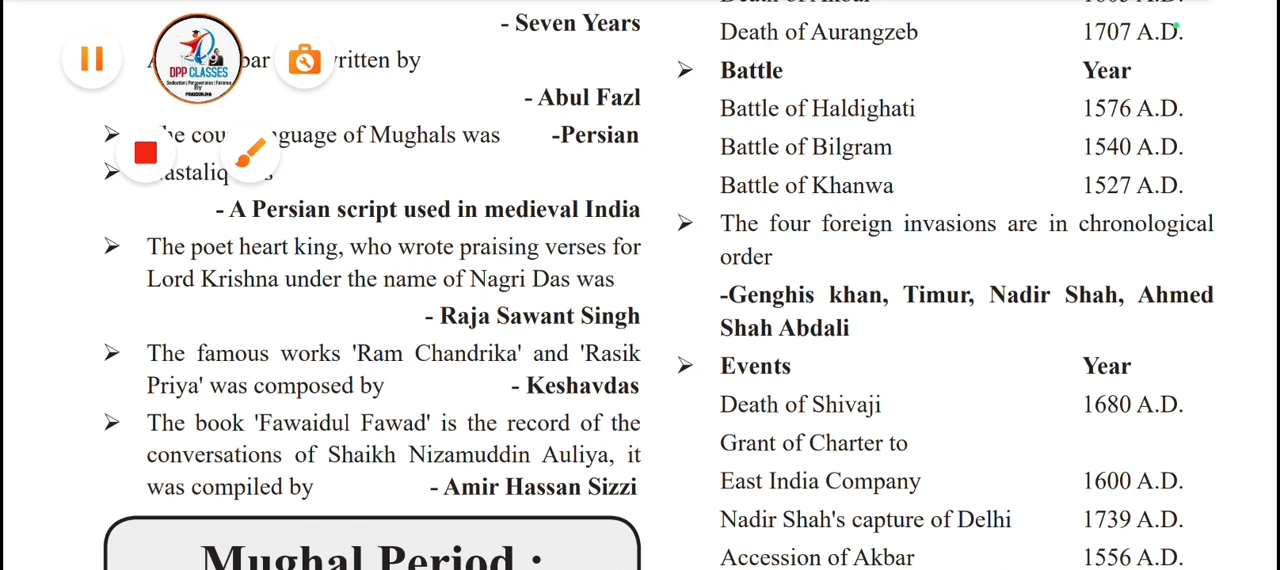 - Seven Years
ritten by
- Abul Fazl
guage of Mughals was -Persian
- A Persian script used in medieval India
➢ The poet heart king, who wrote praising verses for
Lord Krishna under the name of Nagri Das was
- Raja Sawant Singh
➢ The famous works 'Ram Chandrika' and 'Rasik
Priya' was composed by - Keshavdas
➢ The book 'Fawaidul Fawad' is the record of the
conversations of Shaikh Nizamuddin Auliya, it
was compiled by - Amir Hassan Sizzi
Mughal Period :
DPP CLASSES
By
Death of Aurangzeb 1707 A.D.
➢ Battle Year
Battle of Haldighati 1576 A.D.
Battle of Bilgram 1540 A.D.
Battle of Khanwa 1527 A.D.
➢ The four foreign invasions are in chronological
order
-Genghis khan, Timur, Nadir Shah, Ahmed
Shah Abdali
➢ Events Year
Death of Shivaji 1680 A.D.
Grant of Charter to
East India Company 1600 A.D.
Nadir Shah's capture of Delhi 1739 A.D.
Accession of Akbar 1556 A.D.